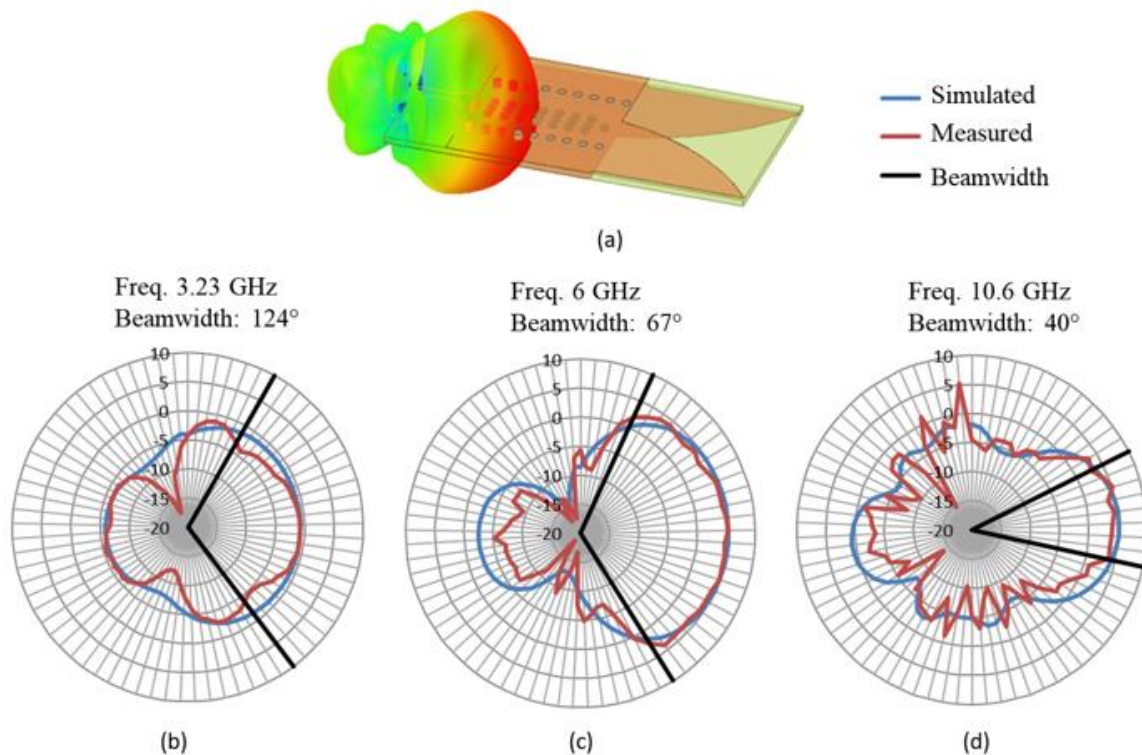 Simulated
Measured
Beamwidth
(a)
Freq. 3.23 GHz
Beamwidth: 124°
10
5
0
-5
-10
-15
-20
(b)
Freq. 6 GHz
Beamwidth: 67°
10
5
0
-5
-10
-15
-20
(c)
Freq. 10.6 GHz
Beamwidth: 40°
10
5
0
-5
-10
-15
-20
(d)